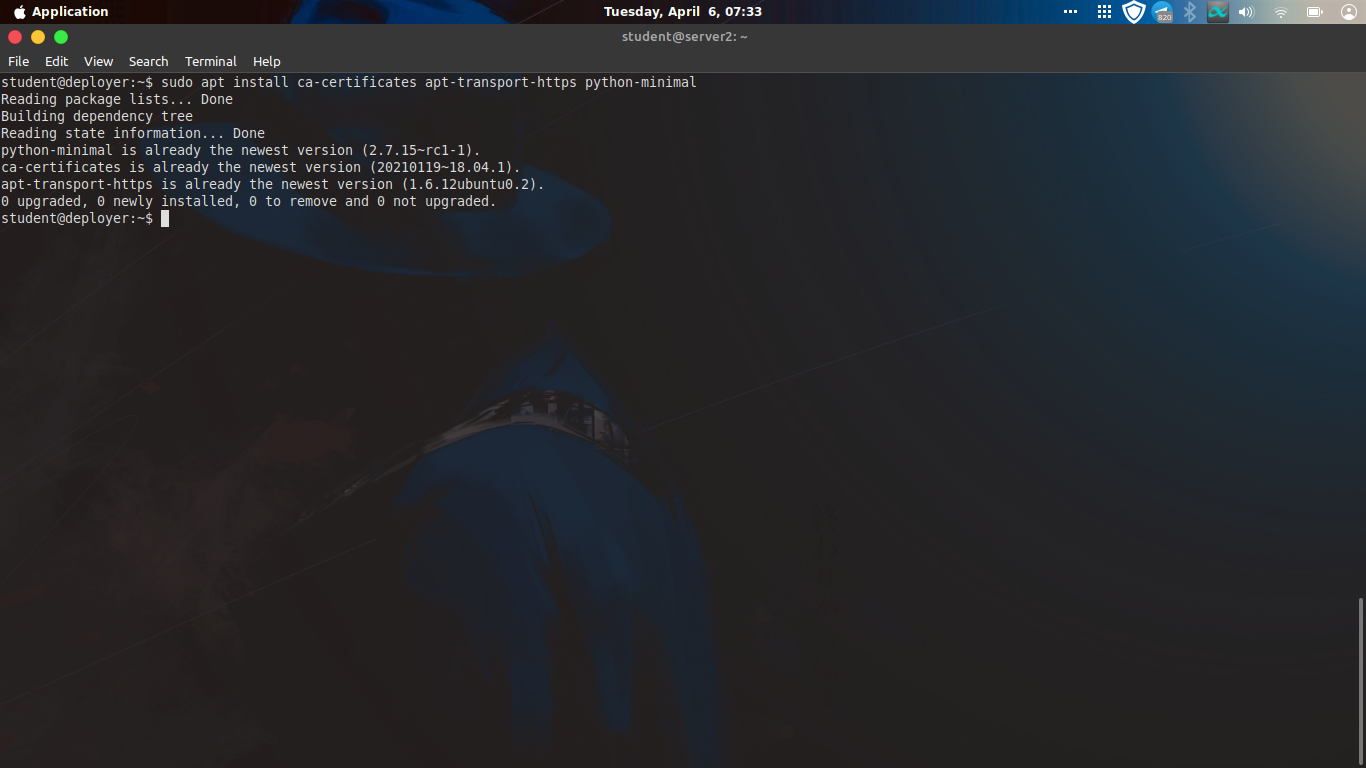 Application
Tuesday, April 6, 07:33
820
student@server2: ~
File Edit View Search Terminal Help
student@deployer:~$ sudo apt install ca-certificates apt-transport-https python-minimal
Reading package lists... Done
Building dependency tree
Reading state information... Done
python-minimal is already the newest version (2.7.15~rc1-1).
ca-certificates is already the newest version (20210119~18.04.1).
apt-transport-https is already the newest version (1.6.12ubuntu0.2).
0 upgraded, 0 newly installed, 0 to remove and 0 not upgraded.
student@deployer:~$